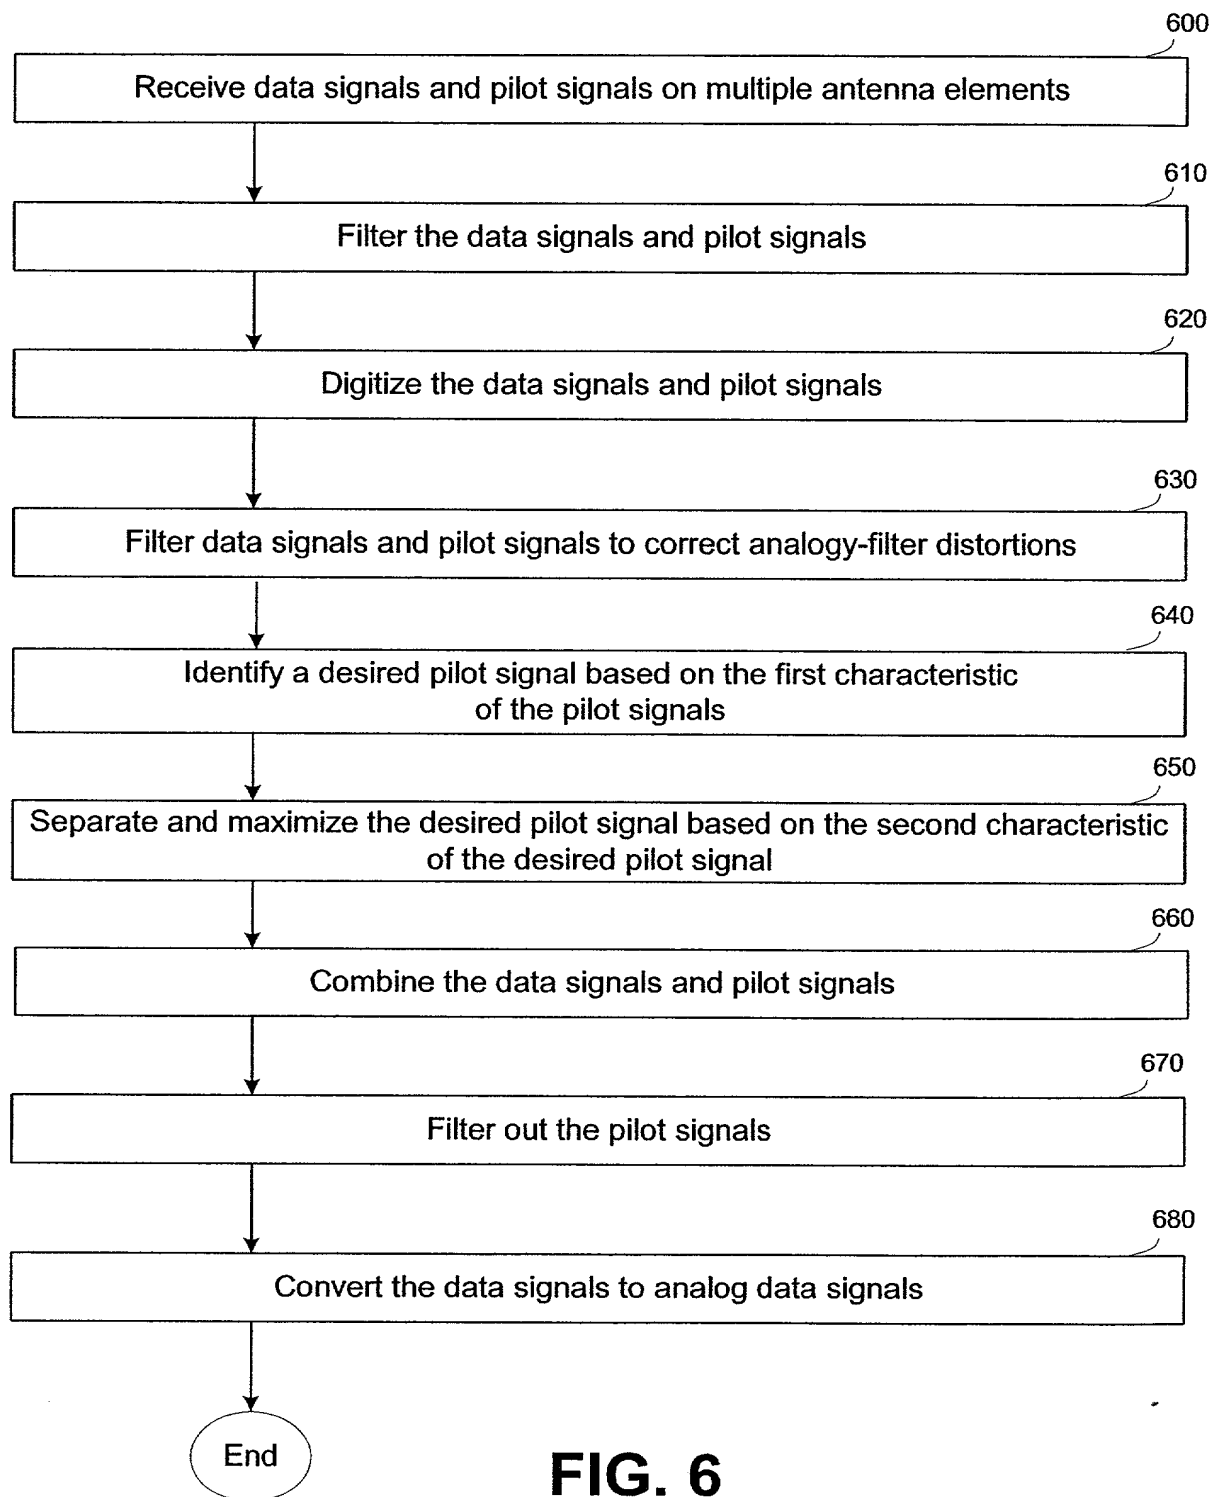 600
Receive data signals and pilot signals on multiple antenna elements
610
Filter the data signals and pilot signals
620
Digitize the data signals and pilot signals
630
Filter data signals and pilot signals to correct analogy-filter distortions
640
Identify a desired pilot signal based on the first characteristic
of the pilot signals
650
Separate and maximize the desired pilot signal based on the second characteristic
of the desired pilot signal
660
Combine the data signals and pilot signals
670
Filter out the pilot signals
680
Convert the data signals to analog data signals
End
FIG. 6